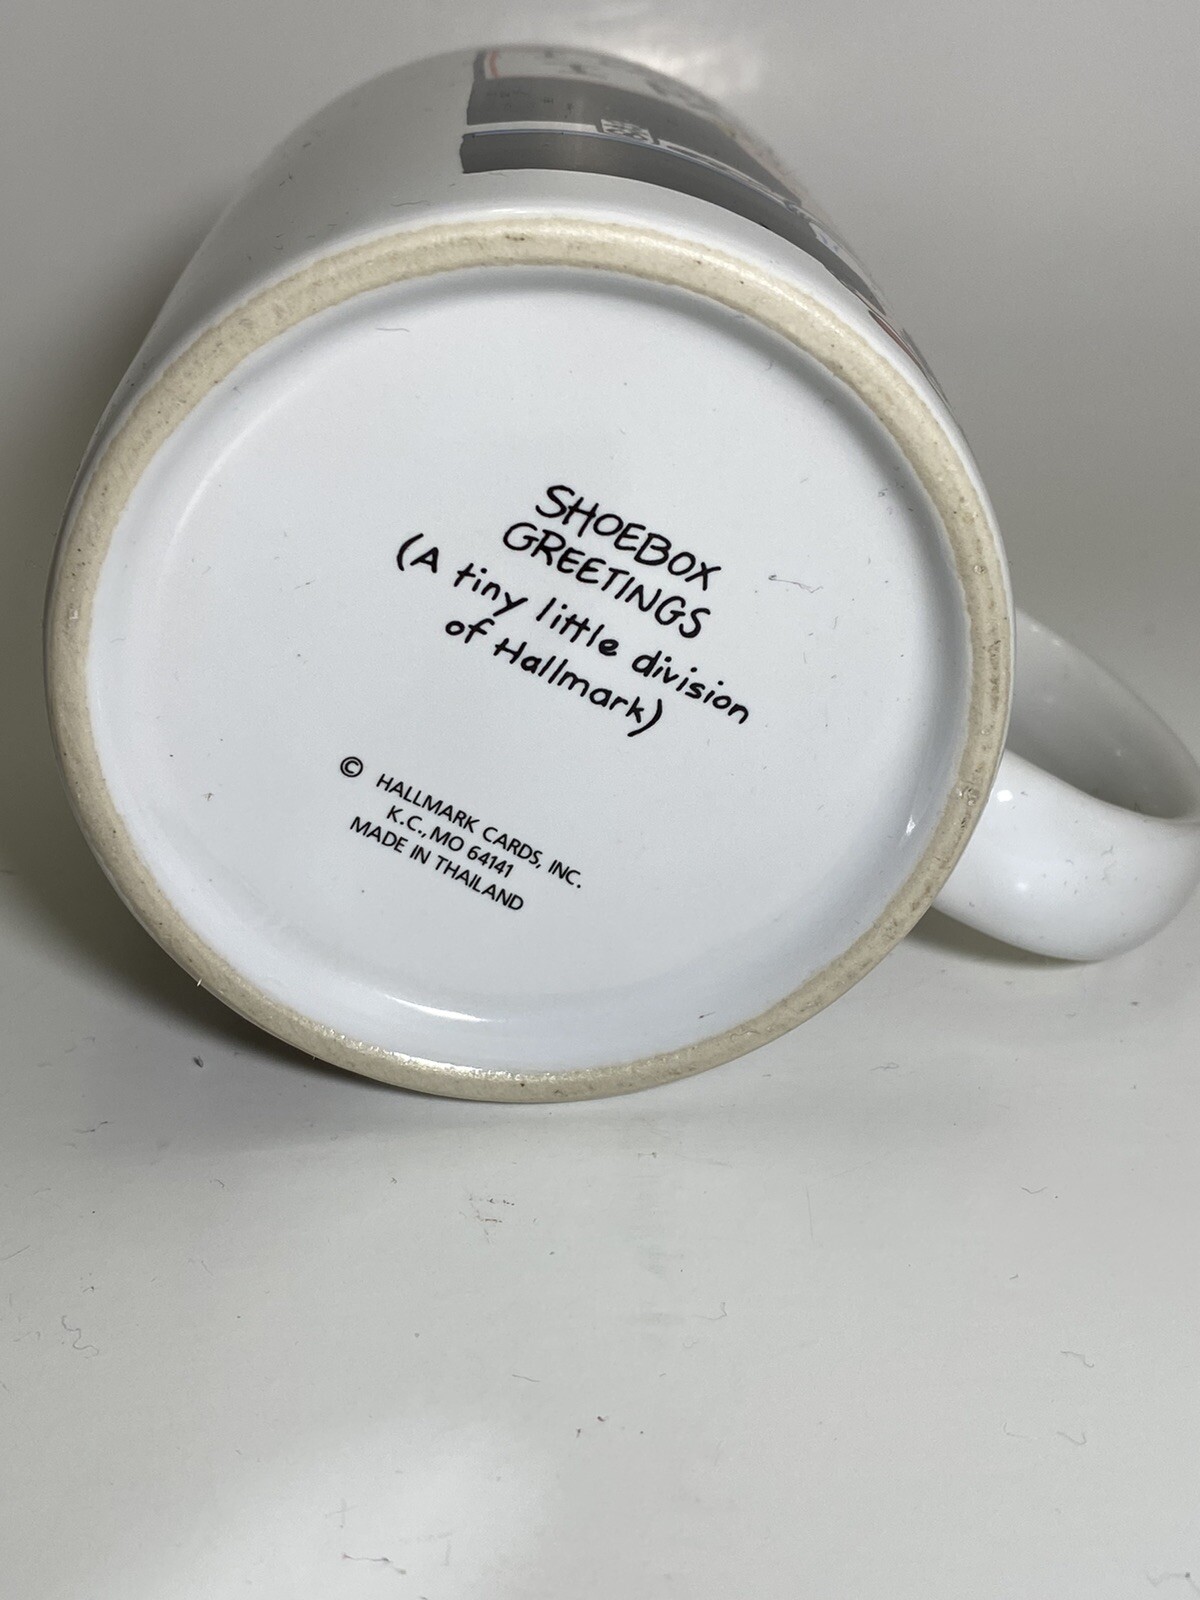 SHOEBOX
GREETINGS
(A tiny little division
of Hallmark)
© HALLMARK CARDS, INC.
K.C., MO 64141
MADE IN THAILAND